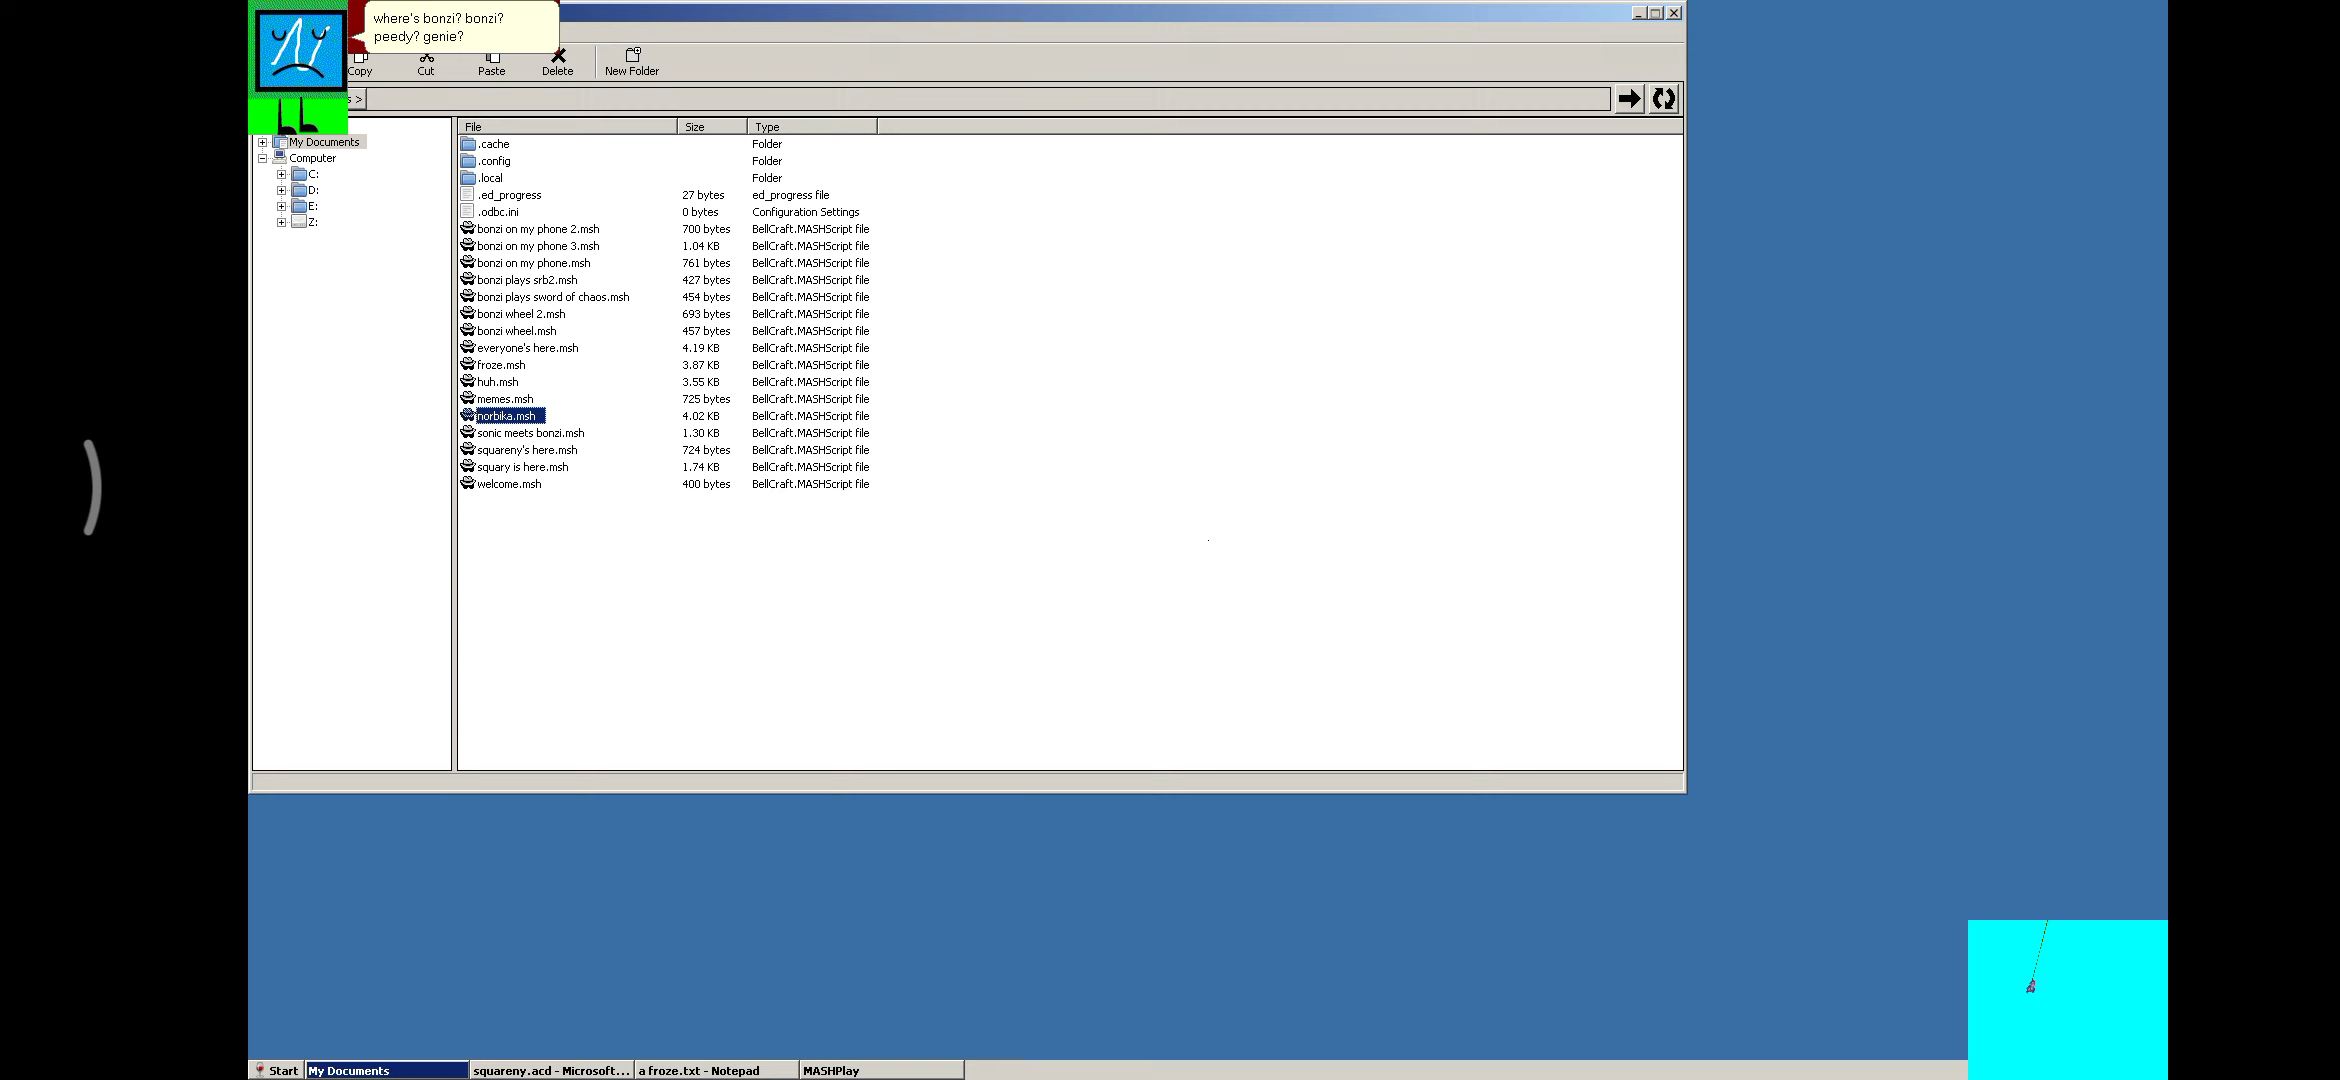 where's bonzi? bonzi?
peedy? genie?
Copy
Cut
Paste
Delete
New Folder
s >
My Documents
Computer
C:
D:
E:
Z:
File Size Type
.cache Folder
.config Folder
.local Folder
.ed_progress 27 bytes ed_progress file
.odbc.ini 0 bytes Configuration Settings
bonzi on my phone 2.msh 700 bytes BellCraft.MASHScript file
bonzi on my phone 3.msh 1.04 KB BellCraft.MASHScript file
bonzi on my phone.msh 761 bytes BellCraft.MASHScript file
bonzi plays srb2.msh 427 bytes BellCraft.MASHScript file
bonzi plays sword of chaos.msh 454 bytes BellCraft.MASHScript file
bonzi wheel 2.msh 693 bytes BellCraft.MASHScript file
bonzi wheel.msh 457 bytes BellCraft.MASHScript file
everyone's here.msh 4.19 KB BellCraft.MASHScript file
froze.msh 3.87 KB BellCraft.MASHScript file
huh.msh 3.55 KB BellCraft.MASHScript file
memes.msh 725 bytes BellCraft.MASHScript file
norbika.msh 4.02 KB BellCraft.MASHScript file
sonic meets bonzi.msh 1.30 KB BellCraft.MASHScript file
squareny's here.msh 724 bytes BellCraft.MASHScript file
squary is here.msh 1.74 KB BellCraft.MASHScript file
welcome.msh 400 bytes BellCraft.MASHScript file
Start
My Documents
squareny.acd - Microsoft...
a froze.txt - Notepad
MASHPlay